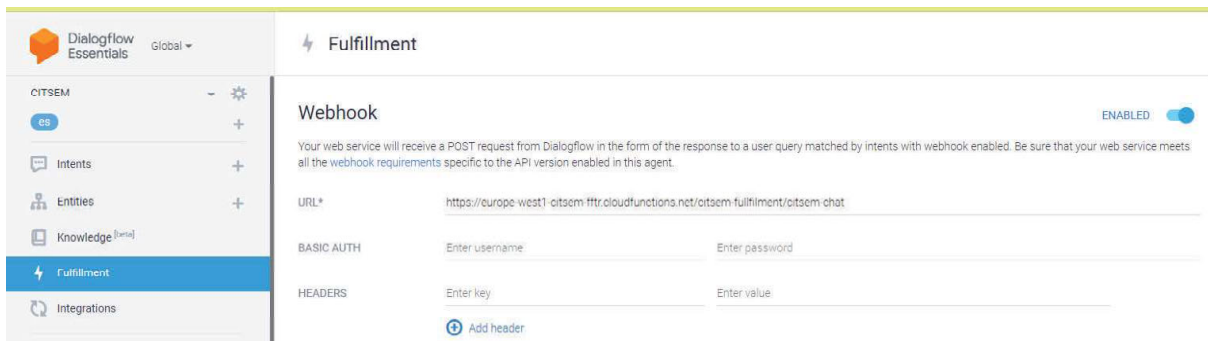 Dialogflow
Essentials
Global
Fulfillment
CITSEM
es
Intents
Entities
Knowledge [beta]
Fulfillment
Integrations
Webhook
ENABLED
Your web service will receive a POST request from Dialogflow in the form of the response to a user query matched by intents with webhook enabled. Be sure that your web service meets
all the webhook requirements specific to the API version enabled in this agent.
URL*
https://europe-west1-citsem-fftr.cloudfunctions.net/citsem-fullfilment/citsem-chat
BASIC AUTH
Enter username
Enter password
HEADERS
Enter key
Enter value
Add header